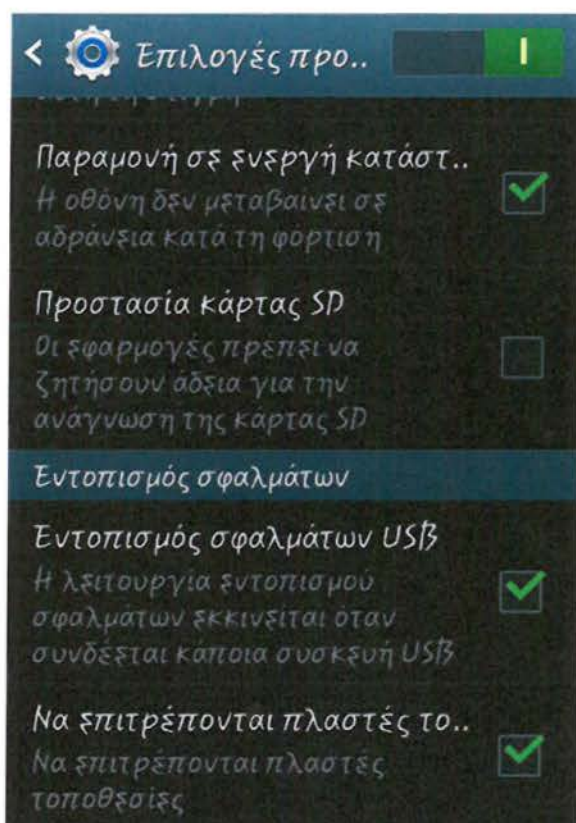 Επιλογές προ..
Παραμονή σε ενεργή κατάστ..
Η οθόνη δεν μεταβαίνει σε
αδράνεια κατά τη φόρτιση
Προστασία κάρτας SD
Οι εφαρμογές πρέπει να
ζητήσουν άδεια για την
ανάγνωση της κάρτας SD
Εντοπισμός σφαλμάτων
Εντοπισμός σφαλμάτων USB
Η λειτουργία εντοπισμού
σφαλμάτων εκκινείται όταν
συνδέεται κάποια συσκευή USB
Να επιτρέπονται πλαστές το..
Να επιτρέπονται πλαστές
τοποθεσίες